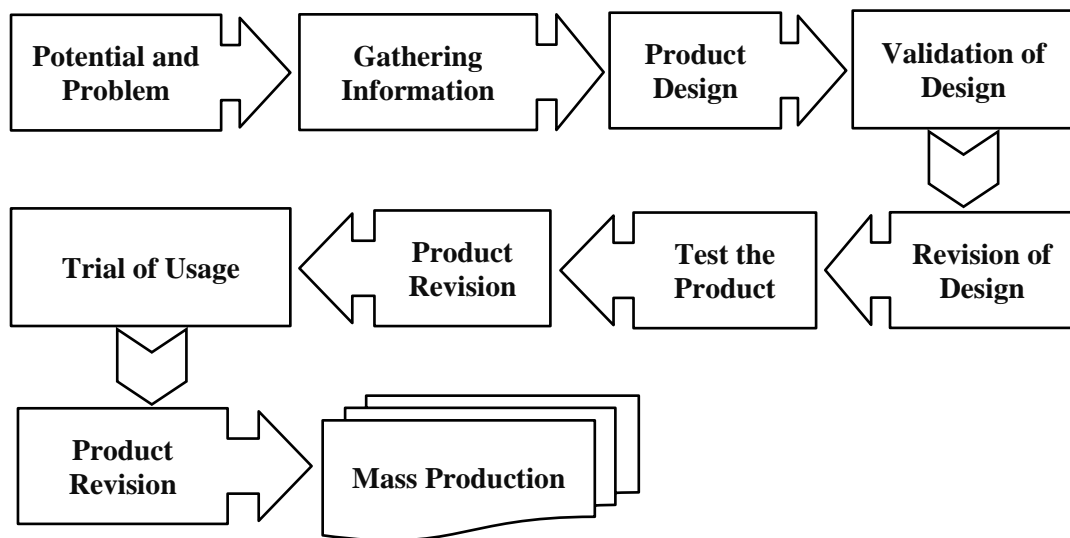 Potential and
Problem
Gathering
Information
Product
Design
Validation of
Design
Revision of
Design
Test the
Product
Product
Revision
Trial of Usage
Product
Revision
Mass Production